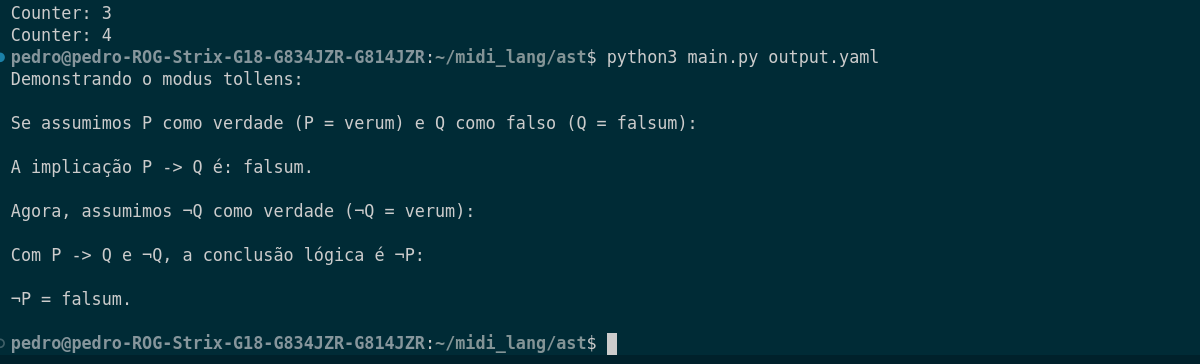 Counter: 3
Counter: 4
pedro@pedro-ROG-Strix-G18-G834JZR-G814JZR:~/midi_lang/ast$ python3 main.py output.yaml
Demonstrando o modus tollens:
Se assumimos P como verdade (P = verum) e Q como falso (Q = falsum):
A implicação P -> Q é: falsum.
Agora, assumimos ¬Q como verdade (¬Q = verum):
Com P -> Q e ¬Q, a conclusão lógica é ¬P:
¬P = falsum.
pedro@pedro-ROG-Strix-G18-G834JZR-G814JZR:~/midi_lang/ast$